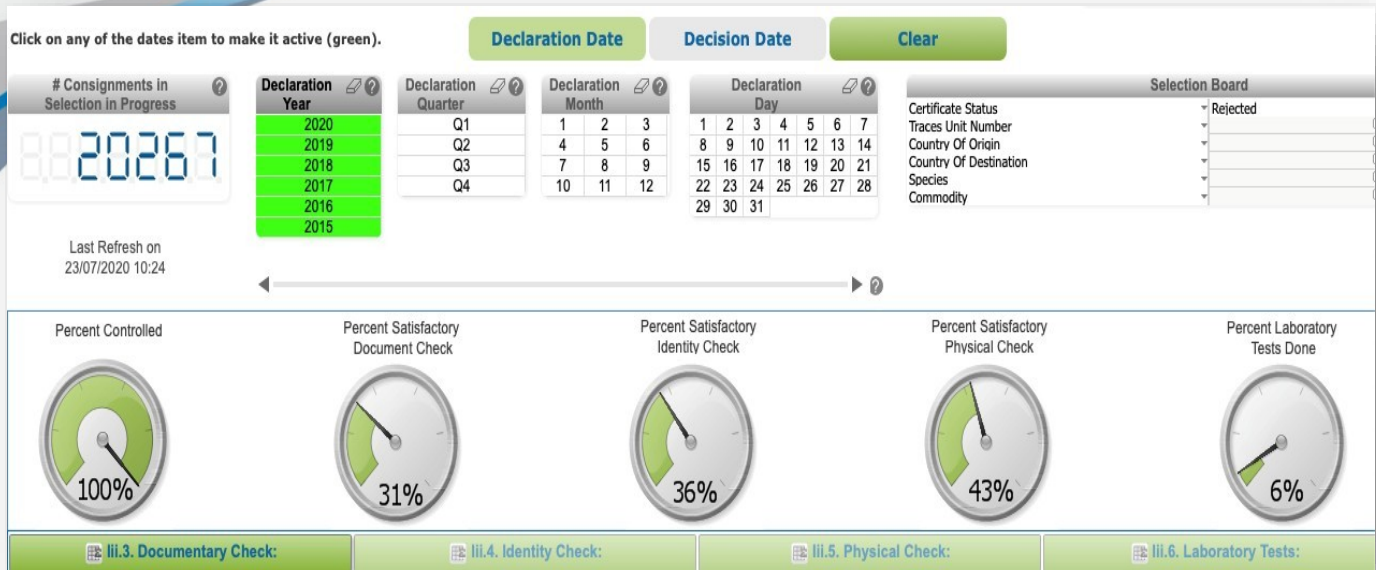 Click on any of the dates item to make it active (green).
Declaration Date
Decision Date
Clear
# Consignments in
Selection in Progress
20267
Last Refresh on
23/07/2020 10:24
Declaration
Year
2020
2019
2018
2017
2016
2015
Declaration
Quarter
Q1
Q2
Q3
Q4
Declaration
Month
1 2 3
4 5 6
7 8 9
10 11 12
Declaration
Day
1 2 3 4 5 6 7
8 9 10 11 12 13 14
15 16 17 18 19 20 21
22 23 24 25 26 27 28
29 30 31
Selection Board
Certificate Status Rejected
Traces Unit Number
Country Of Origin
Country Of Destination
Species
Commodity
Percent Controlled
100%
Percent Satisfactory
Document Check
31%
Percent Satisfactory
Identity Check
36%
Percent Satisfactory
Physical Check
43%
Percent Laboratory
Tests Done
6%
Iii.3. Documentary Check:
Iii.4. Identity Check:
Iii.5. Physical Check:
Iii.6. Laboratory Tests: